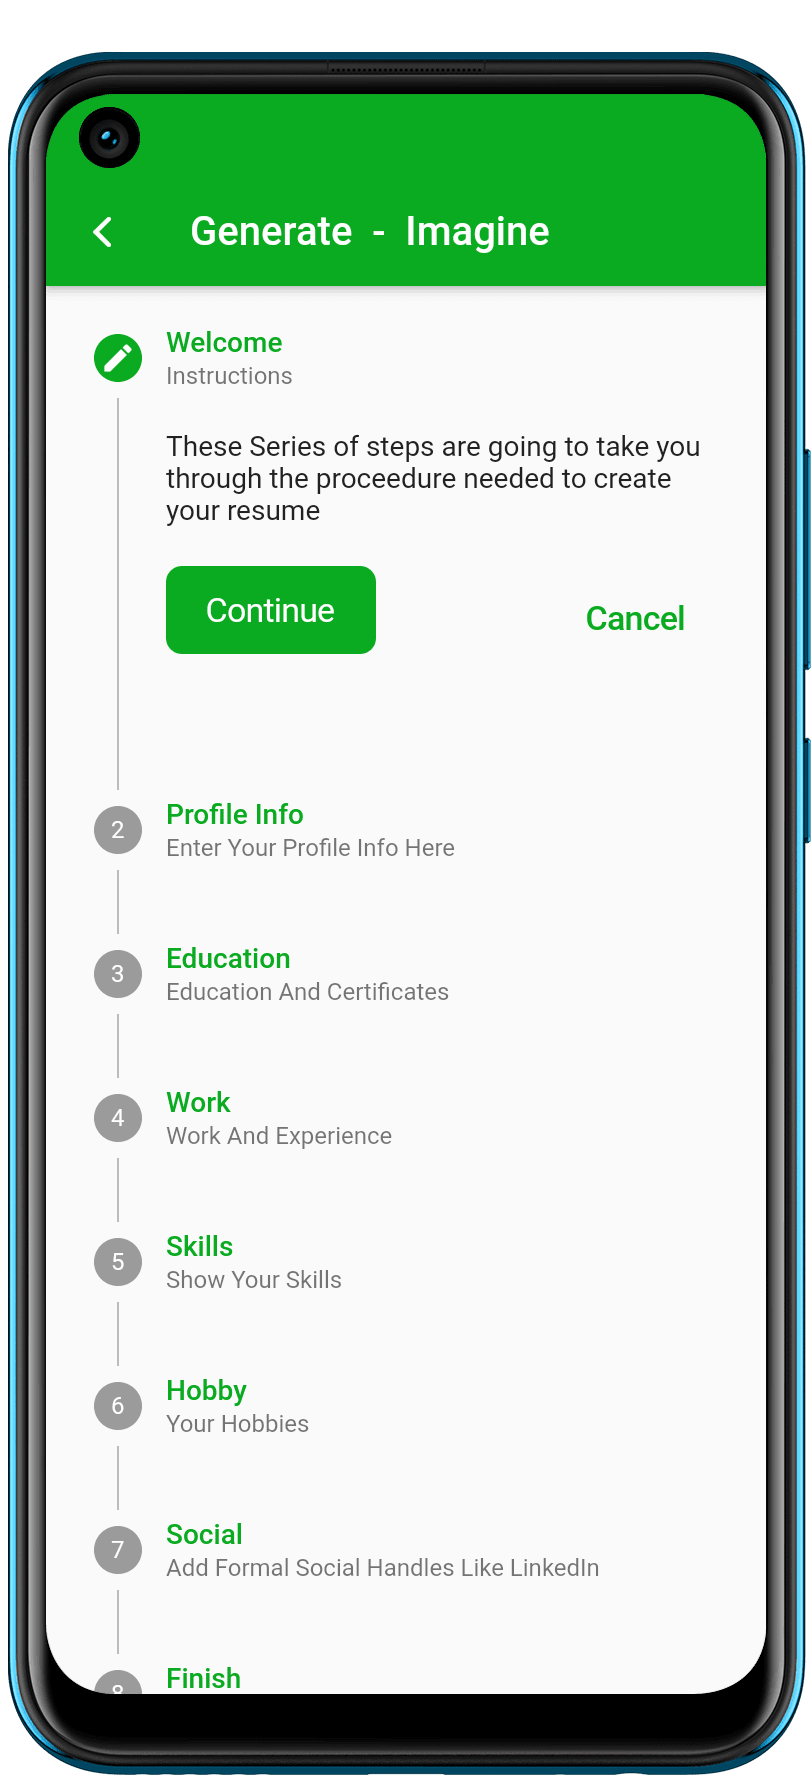 Generate - Imagine
Welcome
Instructions
These Series of steps are going to take you
through the proceedure needed to create
your resume
Continue
Cancel
2
Profile Info
Enter Your Profile Info Here
3
Education
Education And Certificates
4
Work
Work And Experience
5
Skills
Show Your Skills
6
Hobby
Your Hobbies
7
Social
Add Formal Social Handles Like LinkedIn
8
Finish